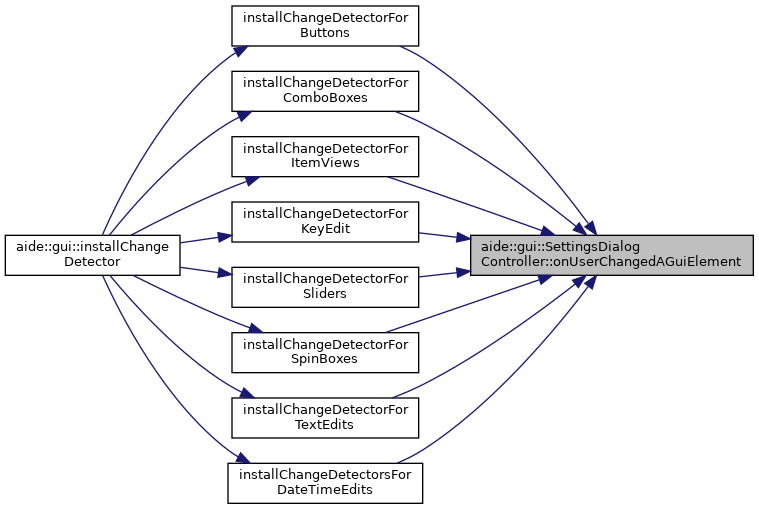 installChangeDetectorFor
Buttons
installChangeDetectorFor
ComboBoxes
installChangeDetectorFor
ItemViews
installChangeDetectorFor
KeyEdit
aide::gui::installChange
Detector
aide::gui::SettingsDialog
Controller::onUserChangedAGuiElement
installChangeDetectorFor
Sliders
installChangeDetectorFor
SpinBoxes
installChangeDetectorFor
TextEdits
installChangeDetectorsFor
DateTimeEdits